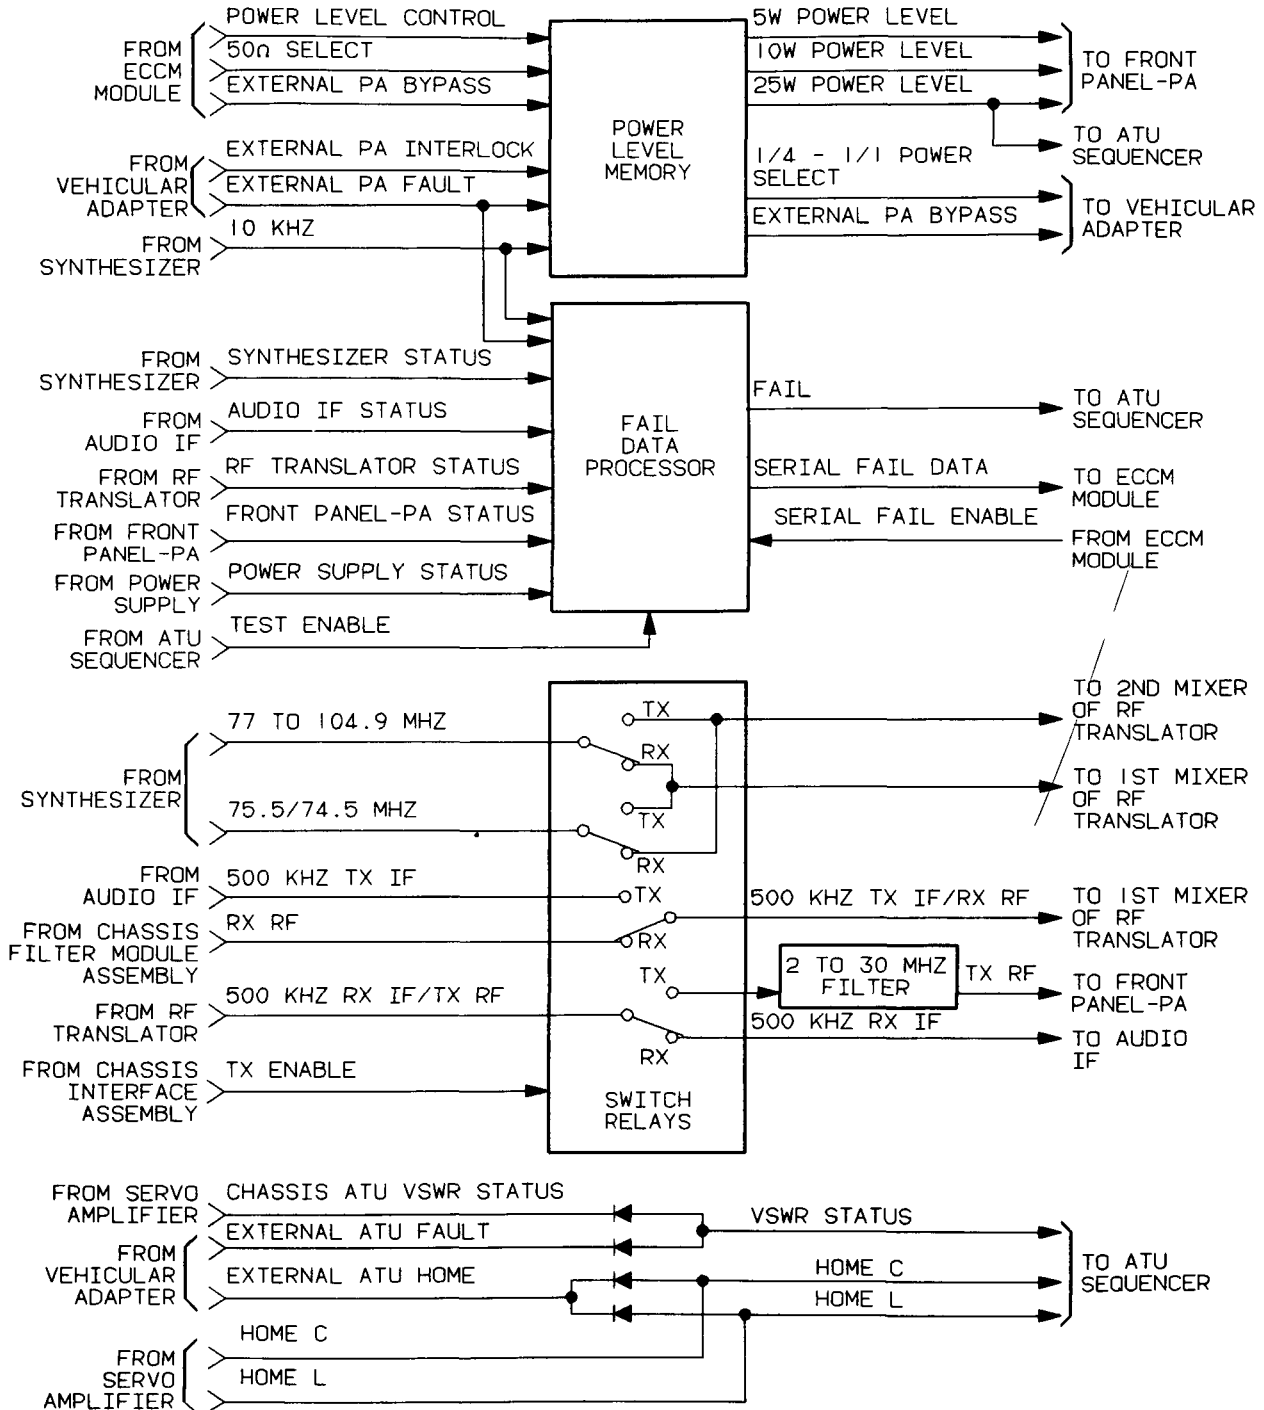 POWER LEVEL CONTROL
FROM
ECCM
MODULE
50Ω SELECT
EXTERNAL PA BYPASS
FROM
VEHICULAR
ADAPTER
EXTERNAL PA INTERLOCK
EXTERNAL PA FAULT
10 KHZ
FROM
SYNTHESIZER
POWER
LEVEL
MEMORY
5W POWER LEVEL
10W POWER LEVEL
25W POWER LEVEL
TO FRONT
PANEL-PA
TO ATU
SEQUENCER
1/4 - 1/1 POWER
SELECT
EXTERNAL PA BYPASS
TO VEHICULAR
ADAPTER
FROM
SYNTHESIZER
SYNTHESIZER STATUS
FROM
AUDIO IF
AUDIO IF STATUS
FROM RF
TRANSLATOR
RF TRANSLATOR STATUS
FROM FRONT
PANEL-PA
FRONT PANEL-PA STATUS
FROM POWER
SUPPLY
POWER SUPPLY STATUS
FROM ATU
SEQUENCER
TEST ENABLE
FAIL
DATA
PROCESSOR
FAIL
TO ATU
SEQUENCER
SERIAL FAIL DATA
TO ECCM
MODULE
SERIAL FAIL ENABLE
FROM ECCM
MODULE
77 TO 104.9 MHZ
FROM
SYNTHESIZER
75.5/74.5 MHZ
TX
RX
TX
RX
TO 2ND MIXER
OF RF
TRANSLATOR
TO 1ST MIXER
OF RF
TRANSLATOR
FROM
AUDIO IF
500 KHZ TX IF
FROM CHASSIS
FILTER MODULE
ASSEMBLY
RX RF
TX
RX
500 KHZ TX IF/RX RF
TO 1ST MIXER
OF RF
TRANSLATOR
FROM RF
TRANSLATOR
500 KHZ RX IF/TX RF
TX
RX
2 TO 30 MHZ
FILTER
TX RF
TO FRONT
PANEL-PA
500 KHZ RX IF
TO AUDIO
IF
FROM CHASSIS
INTERFACE
ASSEMBLY
TX ENABLE
SWITCH
RELAYS
FROM SERVO
AMPLIFIER
CHASSIS ATU VSWR STATUS
EXTERNAL ATU FAULT
FROM
VEHICULAR
ADAPTER
EXTERNAL ATU HOME
VSWR STATUS
HOME C
HOME L
TO ATU
SEQUENCER
HOME C
FROM
SERVO
AMPLIFIER
HOME L